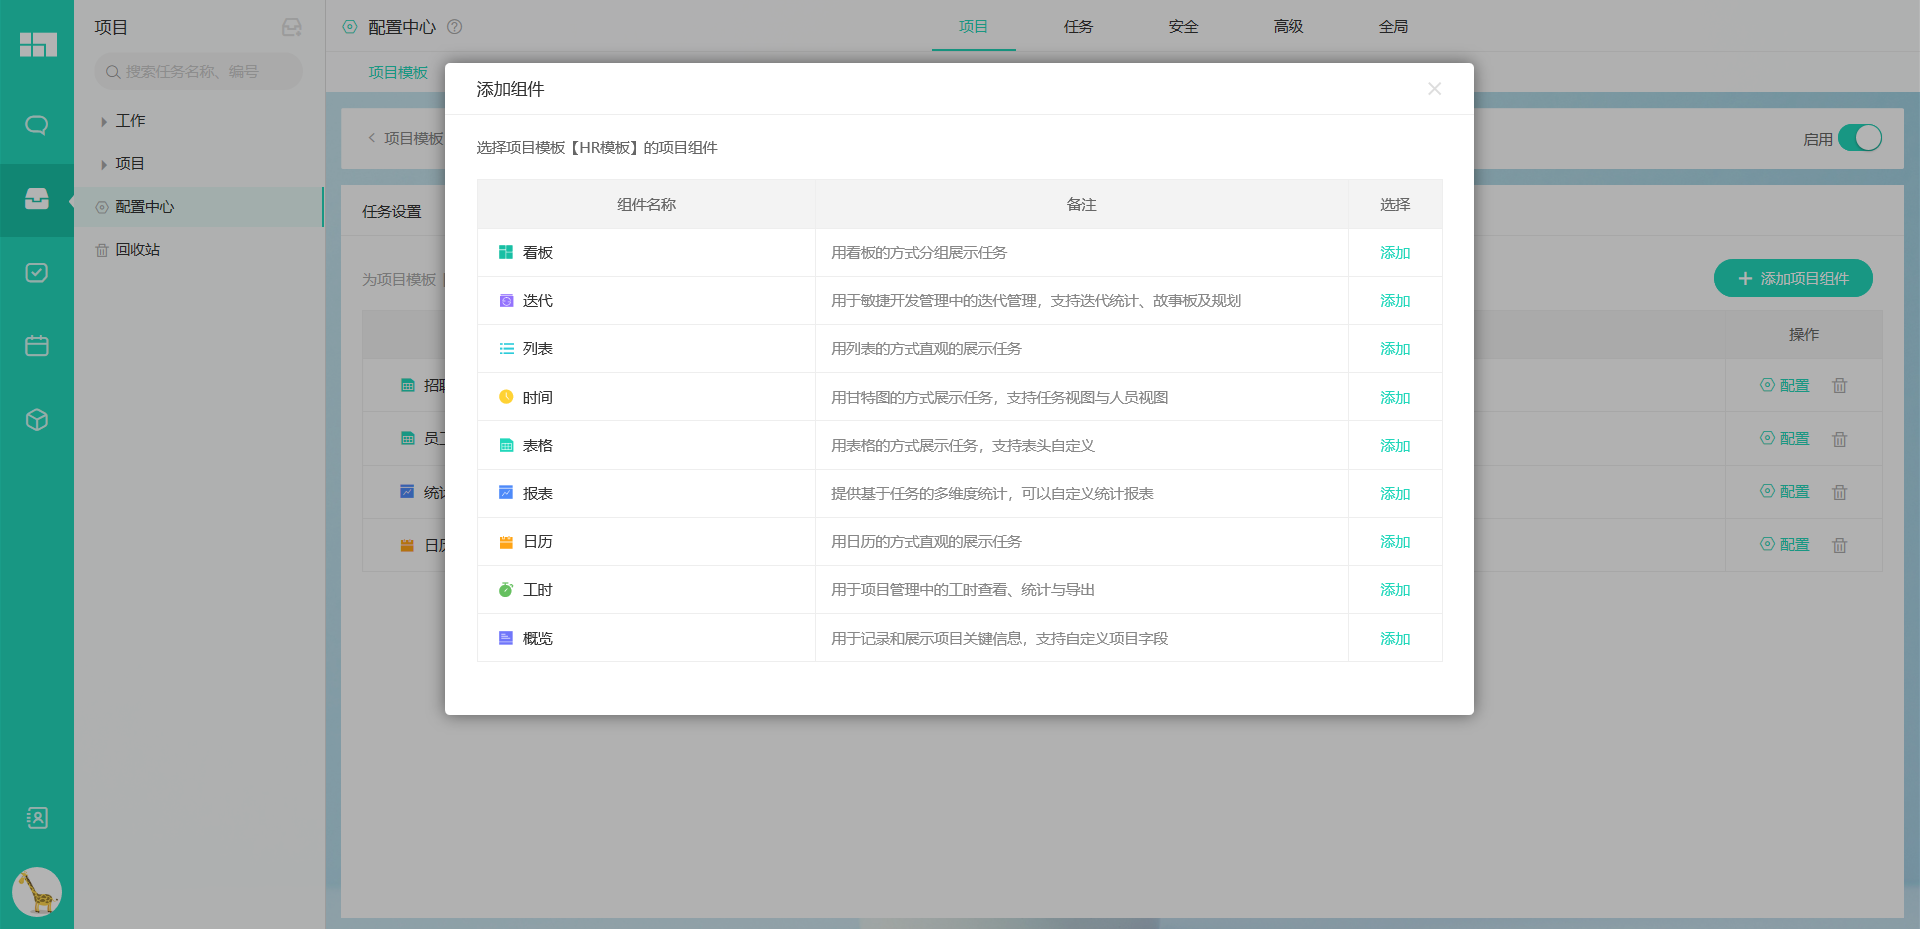 项目
搜索任务名称、编号
工作
项目
配置中心
回收站
配置中心
项目
任务
安全
高级
全局
项目模板
项目模板
启用
任务设置
为项目模板
添加项目组件
操作
招聘
配置
员工
配置
统计
配置
日历
配置
添加组件
选择项目模板【HR模板】的项目组件
组件名称 备注 选择
看板 用看板的方式分组展示任务 添加
迭代 用于敏捷开发管理中的迭代管理，支持迭代统计、故事板及规划 添加
列表 用列表的方式直观的展示任务 添加
时间 用甘特图的方式展示任务，支持任务视图与人员视图 添加
表格 用表格的方式展示任务，支持表头自定义 添加
报表 提供基于任务的多维度统计，可以自定义统计报表 添加
日历 用日历的方式直观的展示任务 添加
工时 用于项目管理中的工时查看、统计与导出 添加
概览 用于记录和展示项目关键信息，支持自定义项目字段 添加